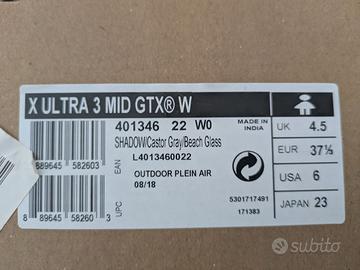 X ULTRA 3 MID GTX® W
401346 22 W0
MADE IN
INDIA
SHADOW/Castor Gray/Beach Glass
L4013460022
EAN
889645 582603
OUTDOOR PLEIN AIR
08/18
UPC
8 89645 58260 3
5301717491
171383
UK 4.5
EUR 37½
USA 6
JAPAN 23
subito